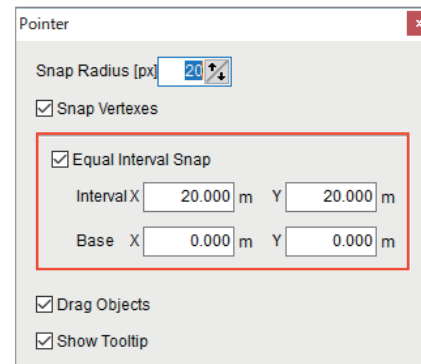 Pointer
Snap Radius [px] 20
Snap Vertexes
Equal Interval Snap
Interval X 20.000 m Y 20.000 m
Base X 0.000 m Y 0.000 m
Drag Objects
Show Tooltip